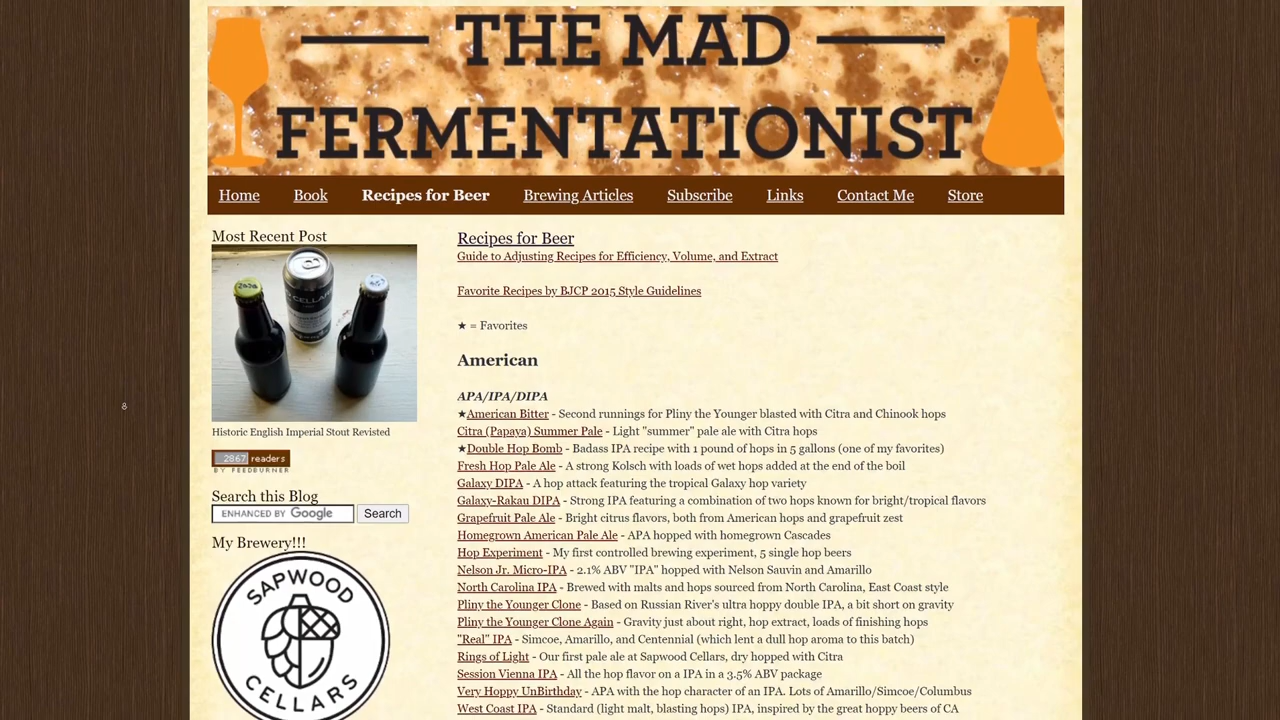 THE MAD
FERMENTATIONIST
Home Book Recipes for Beer Brewing Articles Subscribe Links Contact Me Store
Most Recent Post
CELLARS
Historic English Imperial Stout Revisted
2867 readers
BY FEEDBURNER
Search this Blog
ENHANCED BY Google Search
My Brewery!!!
SAPWOOD
CELLARS
8
Recipes for Beer
Guide to Adjusting Recipes for Efficiency, Volume, and Extract
Favorite Recipes by BJCP 2015 Style Guidelines
★ = Favorites
American
APA/IPA/DIPA
★American Bitter - Second runnings for Pliny the Younger blasted with Citra and Chinook hops
Citra (Papaya) Summer Pale - Light "summer" pale ale with Citra hops
★Double Hop Bomb - Badass IPA recipe with 1 pound of hops in 5 gallons (one of my favorites)
Fresh Hop Pale Ale - A strong Kolsch with loads of wet hops added at the end of the boil
Galaxy DIPA - A hop attack featuring the tropical Galaxy hop variety
Galaxy-Rakau DIPA - Strong IPA featuring a combination of two hops known for bright/tropical flavors
Grapefruit Pale Ale - Bright citrus flavors, both from American hops and grapefruit zest
Homegrown American Pale Ale - APA hopped with homegrown Cascades
Hop Experiment - My first controlled brewing experiment, 5 single hop beers
Nelson Jr. Micro-IPA - 2.1% ABV "IPA" hopped with Nelson Sauvin and Amarillo
North Carolina IPA - Brewed with malts and hops sourced from North Carolina, East Coast style
Pliny the Younger Clone - Based on Russian River's ultra hoppy double IPA, a bit short on gravity
Pliny the Younger Clone Again - Gravity just about right, hop extract, loads of finishing hops
"Real" IPA - Simcoe, Amarillo, and Centennial (which lent a dull hop aroma to this batch)
Rings of Light - Our first pale ale at Sapwood Cellars, dry hopped with Citra
Session Vienna IPA - All the hop flavor on a IPA in a 3.5% ABV package
Very Hoppy UnBirthday - APA with the hop character of an IPA. Lots of Amarillo/Simcoe/Columbus
West Coast IPA - Standard (light malt, blasting hops) IPA, inspired by the great hoppy beers of CA